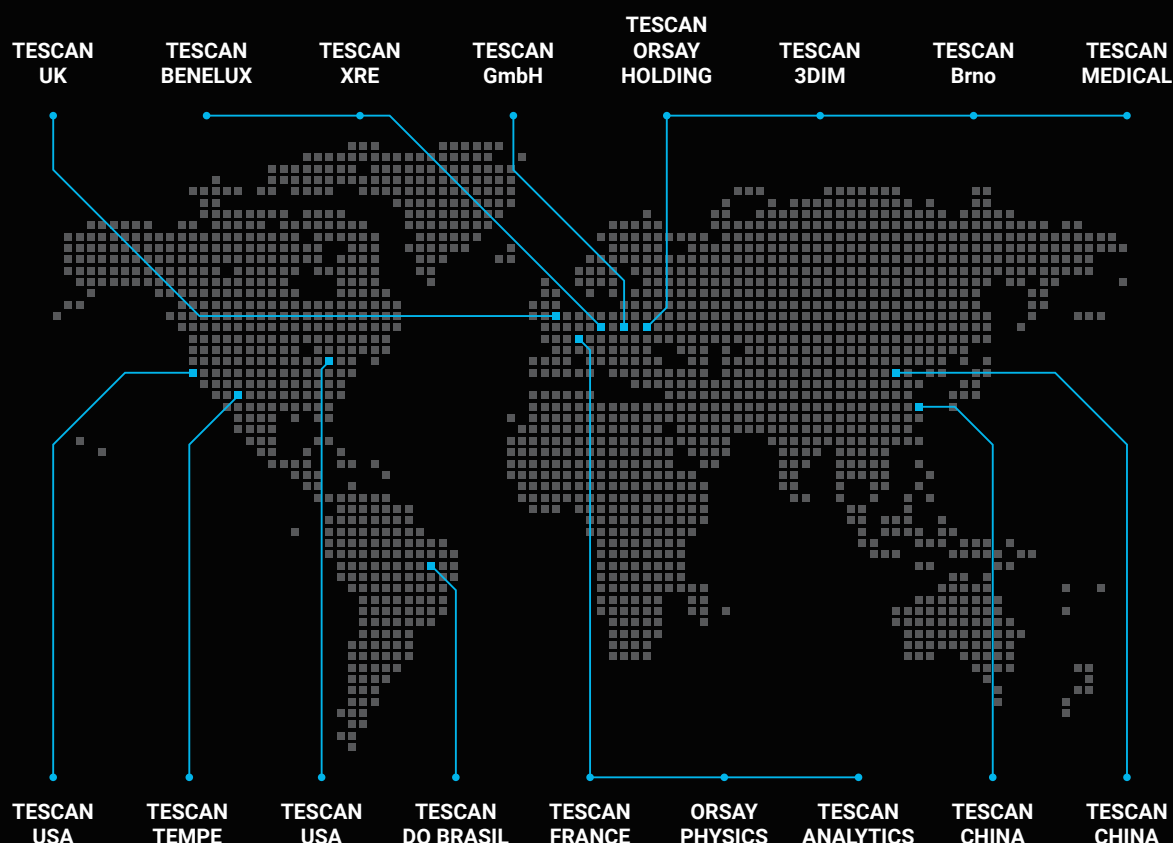 TESCAN
UK
TESCAN
BENELUX
TESCAN
XRE
TESCAN
GmbH
TESCAN
ORSAY
HOLDING
TESCAN
3DIM
TESCAN
Brno
TESCAN
MEDICAL
TESCAN
USA
TESCAN
TEMPE
TESCAN
USA
TESCAN
DO BRASIL
TESCAN
FRANCE
ORSAY
PHYSICS
TESCAN
ANALYTICS
TESCAN
CHINA
TESCAN
CHINA